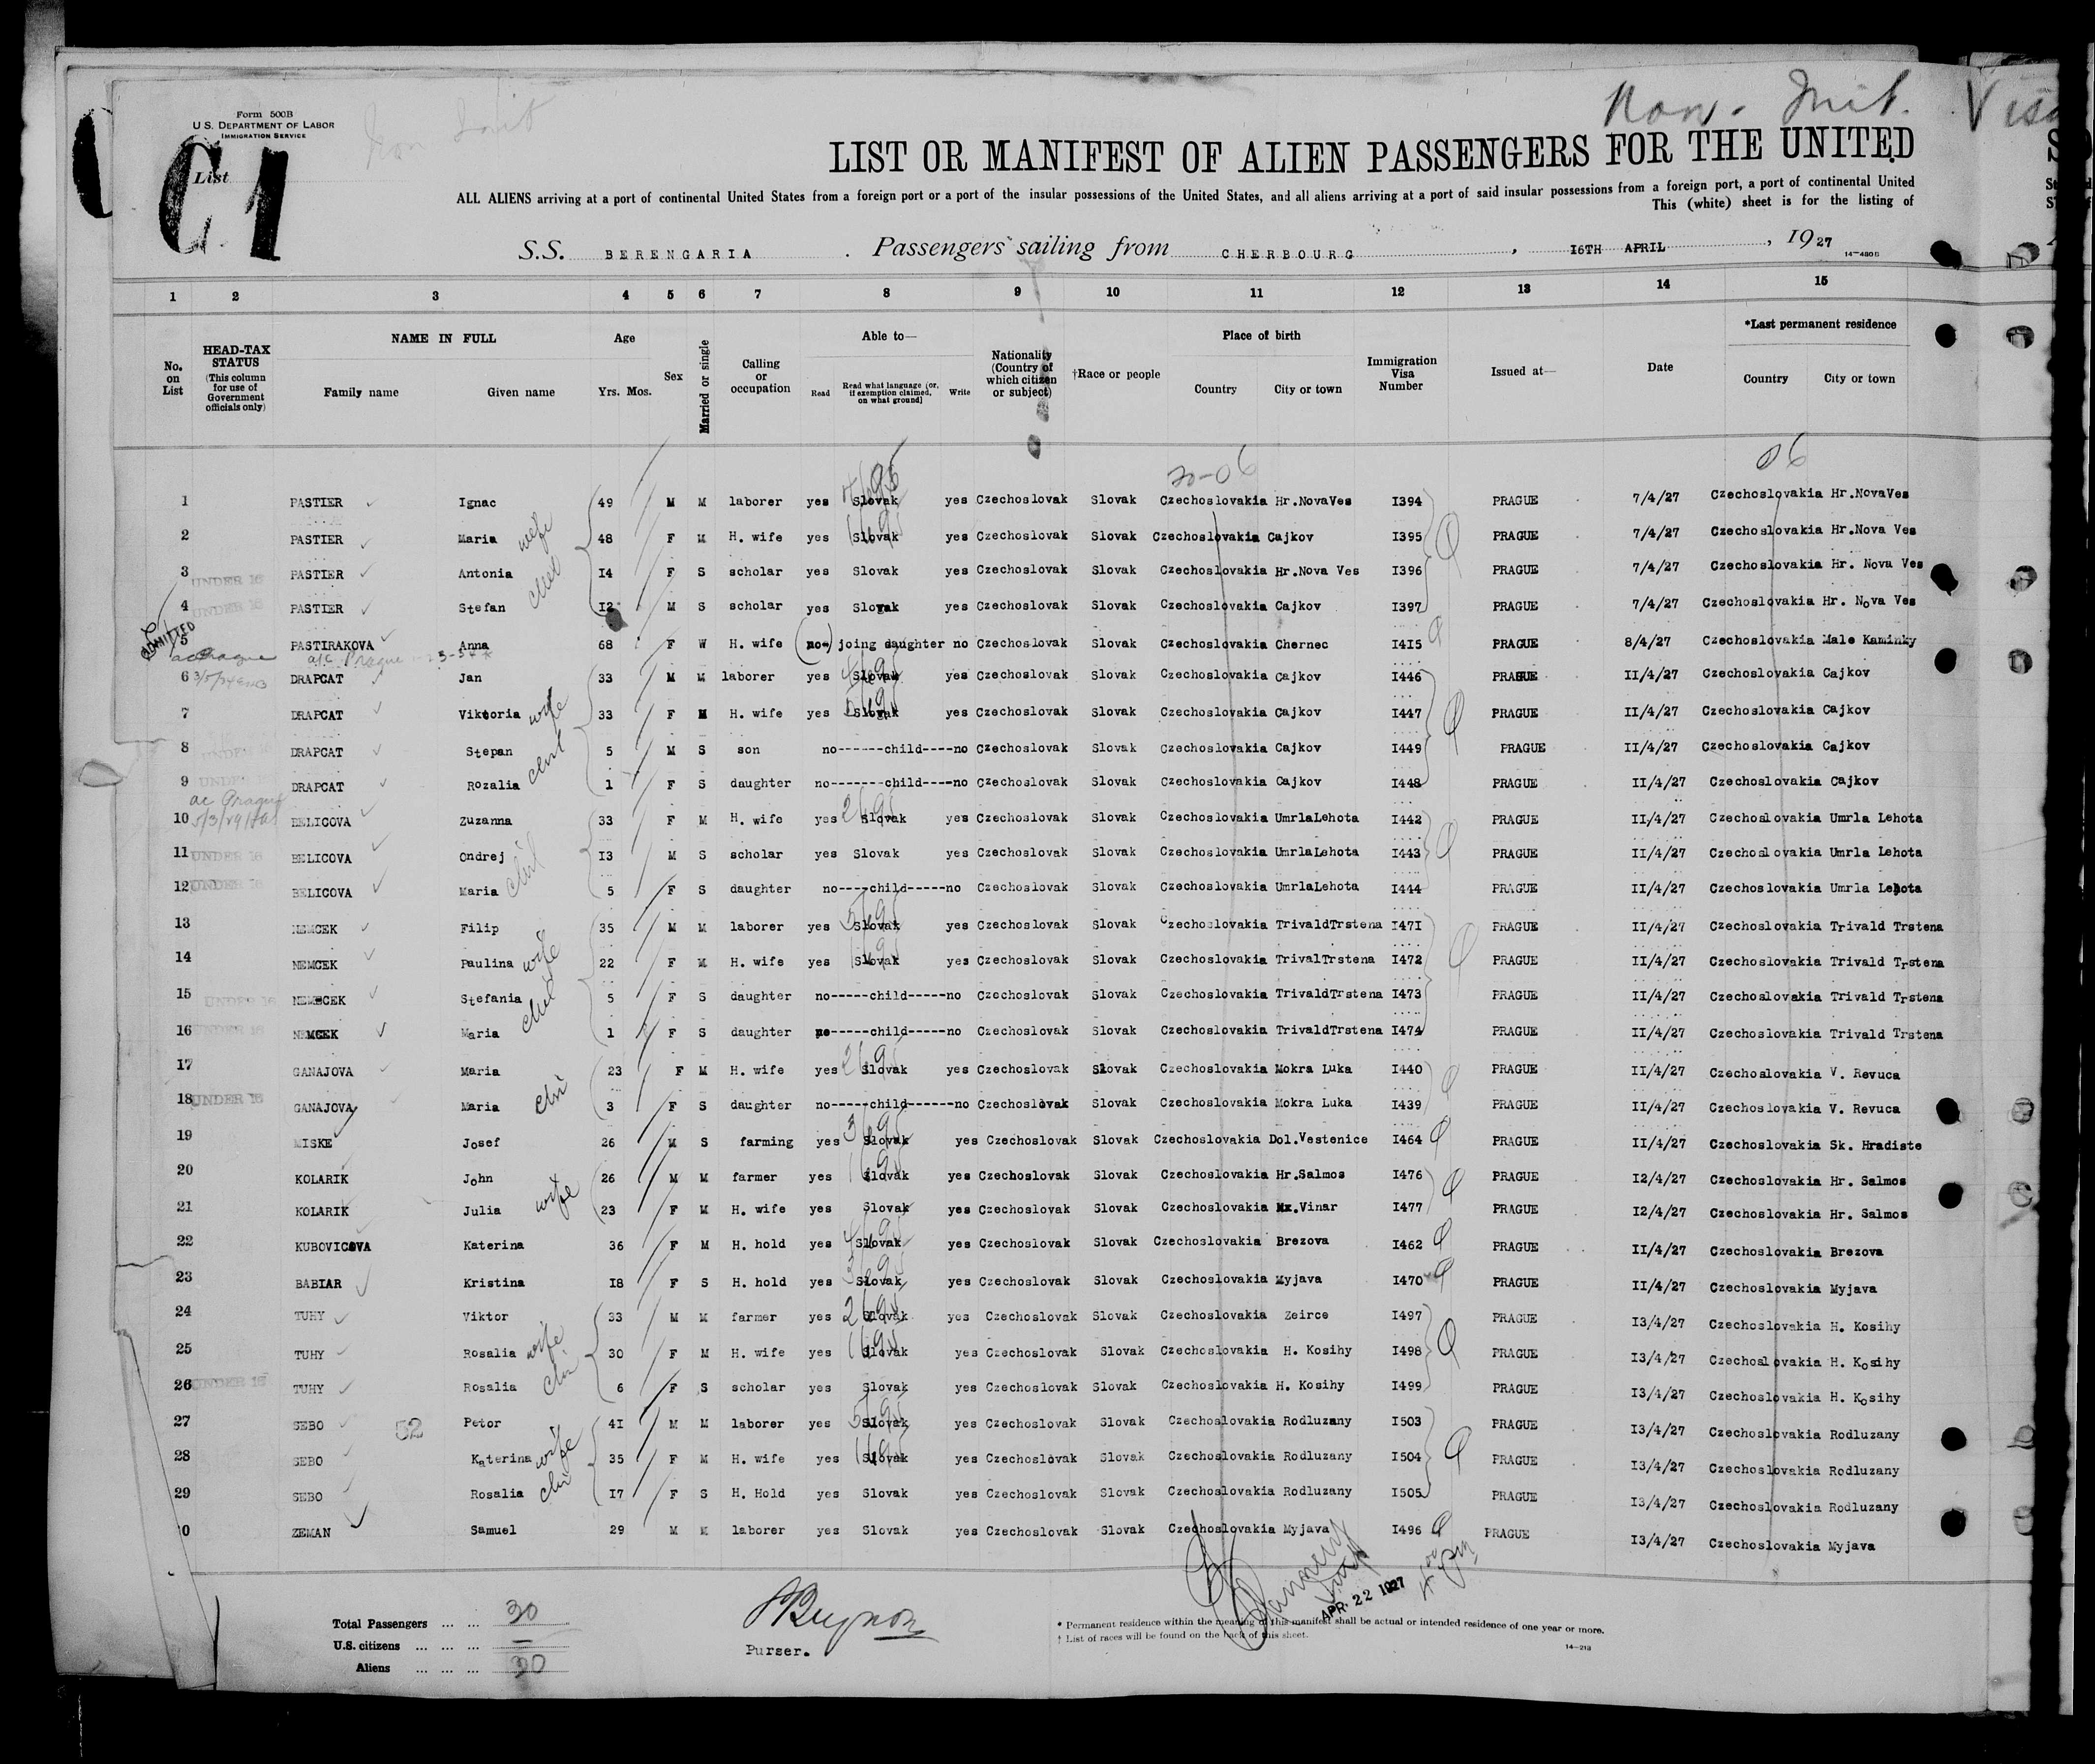 Non-Imt. Visa
Form 500B
U.S. DEPARTMENT OF LABOR
IMMIGRATION SERVICE
List
C1
LIST OR MANIFEST OF ALIEN PASSENGERS FOR THE UNITED
ALL ALIENS arriving at a port of continental United States from a foreign port or a port of the insular possessions of the United States, and all aliens arriving at a port of said insular possessions from a foreign port, a port of continental United
This (white) sheet is for the listing of
S.S. BERENGARIA. Passengers sailing from CHERBOURG, 16TH APRIL, 1927
14-480B
1 2 3 4 5 6 7 8 9 10 11 12 13 14 15
No. on List HEAD-TAX STATUS (This column for use of Government officials only) NAME IN FULL Family name Given name Age Yrs. Mos. Sex Married or single Calling or occupation Able to— Read Read what language [or, if exemption claimed, on what ground] Write Nationality (Country of which citizen or subject) †Race or people Place of birth Country City or town Immigration Visa Number Issued at— Date *Last permanent residence Country City or town
20-06 06
1 PASTIER Ignac 49 M M laborer yes Slovak yes Czechoslovak Slovak Czechoslovakia Hr.NovaVes I394 PRAGUE 7/4/27 Czechoslovakia Hr.NovaVes
2 PASTIER Maria wife 48 F M H. wife yes Slovak yes Czechoslovak Slovak Czechoslovakia Cajkov I395 PRAGUE 7/4/27 Czechoslovakia Hr.Nova Ves
3 UNDER 16 PASTIER Antonia I4 F S scholar yes Slovak yes Czechoslovak Slovak Czechoslovakia Hr.Nova Ves I396 PRAGUE 7/4/27 Czechoslovakia Hr. Nova Ves
4 UNDER 16 PASTIER Stefan I2 M S scholar yes Slovak yes Czechoslovak Slovak Czechoslovakia Cajkov I397 PRAGUE 7/4/27 Czechoslovakia Hr. Nova Ves
5 ADMITTED PASTIRAKOVA Anna 68 F W H. wife (no-) joing daughter no Czechoslovak Slovak Czechoslovakia Chernec I4I5 PRAGUE 8/4/27 Czechoslovakia Male Kaminky
6 DRAPCAT Jan 33 M M laborer yes Slovak yes Czechoslovak Slovak Czechoslovakia Cajkov I446 PRAGUE II/4/27 Czechoslovakia Cajkov
7 DRAPCAT Viktoria wife 33 F M H. wife yes Slovak yes Czechoslovak Slovak Czechoslovakia Cajkov I447 PRAGUE II/4/27 Czechoslovakia Cajkov
8 UNDER 16 DRAPCAT Stepan 5 M S son no------child----no Czechoslovak Slovak Czechoslovakia Cajkov I449 PRAGUE II/4/27 Czechoslovakia Cajkov
9 UNDER 16 DRAPCAT Rozalia 1 F S daughter no-------child----no Czechoslovak Slovak Czechoslovakia Cajkov I448 PRAGUE II/4/27 Czechoslovakia Cajkov
ac Prague
10 BELICOVA Zuzanna 33 F M H. wife yes Slovak yes Czechoslovak Slovak Czechoslovakia UmrlaLehota I442 PRAGUE II/4/27 Czechoslovakia Umrla Lehota
11 UNDER 16 BELICOVA Ondrej I3 M S scholar yes Slovak yes Czechoslovak Slovak Czechoslovakia UmrlaLehota I443 PRAGUE II/4/27 Czechoslovakia Umrla Lehota
12 UNDER 16 BELICOVA Maria 5 F S daughter no----child-----no Czechoslovak Slovak Czechoslovakia UmrlaLehota I444 PRAGUE II/4/27 Czechoslovakia Umrla Lehota
13 NEMCEK Filip 35 M M laborer yes Slovak yes Czechoslovak Slovak Czechoslovakia TrivaldTrstena I47I PRAGUE II/4/27 Czechoslovakia Trivald Trstena
14 NEMCEK Paulina wife 22 F M H. wife yes Slovak yes Czechoslovak Slovak Czechoslovakia TrivalTrstena I472 PRAGUE II/4/27 Czechoslovakia Trivald Trstena
15 UNDER 16 NEMECEK Stefania 5 F S daughter no-----child-----no Czechoslovak Slovak Czechoslovakia TrivaldTrstena I473 PRAGUE II/4/27 Czechoslovakia Trivald Trstena
16 UNDER 16 NEMCEK Maria 1 F S daughter no-----child-----no Czechoslovak Slovak Czechoslovakia TrivaldTrstena I474 PRAGUE II/4/27 Czechoslovakia Trivald Trstena
17 GANAJOVA Maria 23 F M H. wife yes Slovak yes Czechoslovak Slovak Czechoslovakia Mokra Luka I440 PRAGUE II/4/27 Czechoslovakia V. Revuca
18 UNDER 16 GANAJOVA Maria 3 F S daughter no-----child------no Czechoslovak Slovak Czechoslovakia Mokra Luka I439 PRAGUE II/4/27 Czechoslovakia V. Revuca
19 MISKE Josef 26 M S farming yes Slovak yes Czechoslovak Slovak Czechoslovakia Dol.Vestenice I464 PRAGUE II/4/27 Czechoslovakia Sk. Hradiste
20 KOLARIK John 26 M M farmer yes Slovak yes Czechoslovak Slovak Czechoslovakia Hr.Salmos I476 PRAGUE I2/4/27 Czechoslovakia Hr. Salmos
21 KOLARIK Julia wife 23 F M H. wife yes Slovak yes Czechoslovak Slovak Czechoslovakia Vinar I477 PRAGUE I2/4/27 Czechoslovakia Hr. Salmos
22 KUBOVICOVA Katerina 36 F M H. hold yes Slovak yes Czechoslovak Slovak Czechoslovakia Brezova I462 PRAGUE II/4/27 Czechoslovakia Brezova
23 BABIAR Kristina I8 F S H. hold yes Slovak yes Czechoslovak Slovak Czechoslovakia Myjava I470 PRAGUE II/4/27 Czechoslovakia Myjava
24 TUHY Viktor 33 M M farmer yes Slovak yes Czechoslovak Slovak Czechoslovakia Zeirce I497 PRAGUE I3/4/27 Czechoslovakia H. Kosihy
25 TUHY Rosalia wife 30 F M H. wife yes Slovak yes Czechoslovak Slovak Czechoslovakia H. Kosihy I498 PRAGUE I3/4/27 Czechoslovakia H. Kosihy
26 UNDER 16 TUHY Rosalia 6 F S scholar yes Slovak yes Czechoslovak Slovak Czechoslovakia H. Kosihy I499 PRAGUE I3/4/27 Czechoslovakia H. Kosihy
27 SEBO 52 Petor 4I M M laborer yes Slovak yes Czechoslovak Slovak Czechoslovakia Rodluzany I503 PRAGUE I3/4/27 Czechoslovakia Rodluzany
28 SEBO Katerina wife 35 F M H. wife yes Slovak yes Czechoslovak Slovak Czechoslovakia Rodluzany I504 PRAGUE I3/4/27 Czechoslovakia Rodluzany
29 SEBO Rosalia I7 F S H. Hold yes Slovak yes Czechoslovak Slovak Czechoslovakia Rodluzany I505 PRAGUE I3/4/27 Czechoslovakia Rodluzany
0 ZEMAN Samuel 29 M M laborer yes Slovak yes Czechoslovak Slovak Czechoslovakia Myjava I496 PRAGUE I3/4/27 Czechoslovakia Myjava
APR. 22 1927
Total Passengers ... ... 30
U.S. citizens ... ... ... —
Aliens ... ... ... 30
Purser.
* Permanent residence within the meaning of this manifest shall be actual or intended residence of one year or more.
† List of races will be found on the back of this sheet.
14-213